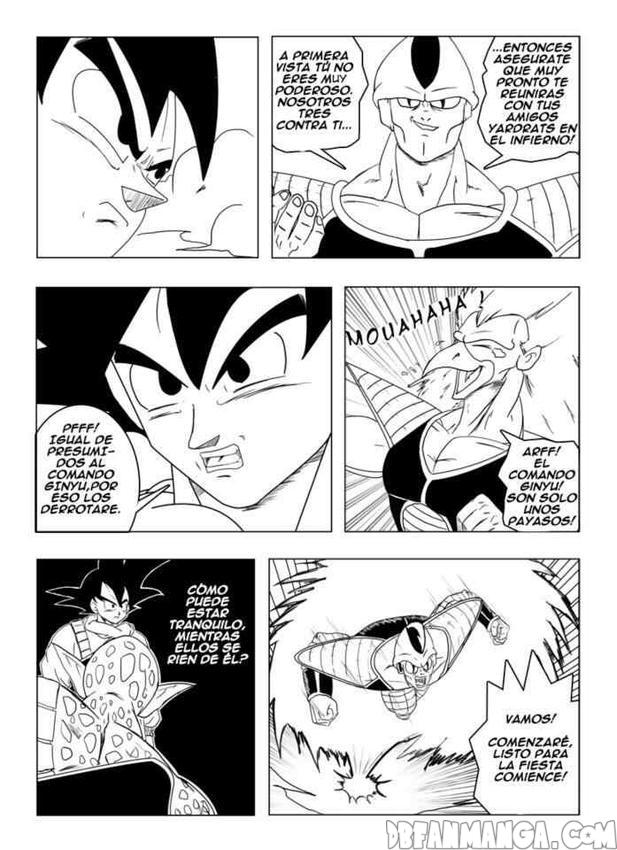 A PRIMERA
VISTA TÚ NO
ERES MUY
PODEROSO.
NOSOTROS
TRES
CONTRA TI...
...ENTONCES
ASEGURATE
QUE MUY
PRONTO TE
REUNIRAS
CON TUS
AMIGOS
YARDRATS EN
EL INFIERNO!
PFFF!
IGUAL DE
PRESUMI-
DOS AL
COMANDO
GINYU,POR
ESO LOS
DERROTARE.
MOUAHAHA
ARFF!
EL
COMANDO
GINYU!
SON SOLO
UNOS
PAYASOS!
CÓMO
PUEDE
ESTAR
TRANQUILO,
MIENTRAS
ELLOS SE
RIEN DE ÉL?
VAMOS!
COMENZARÉ,
LISTO PARA
LA FIESTA
COMIENCE!
DBFANMANGA.COM